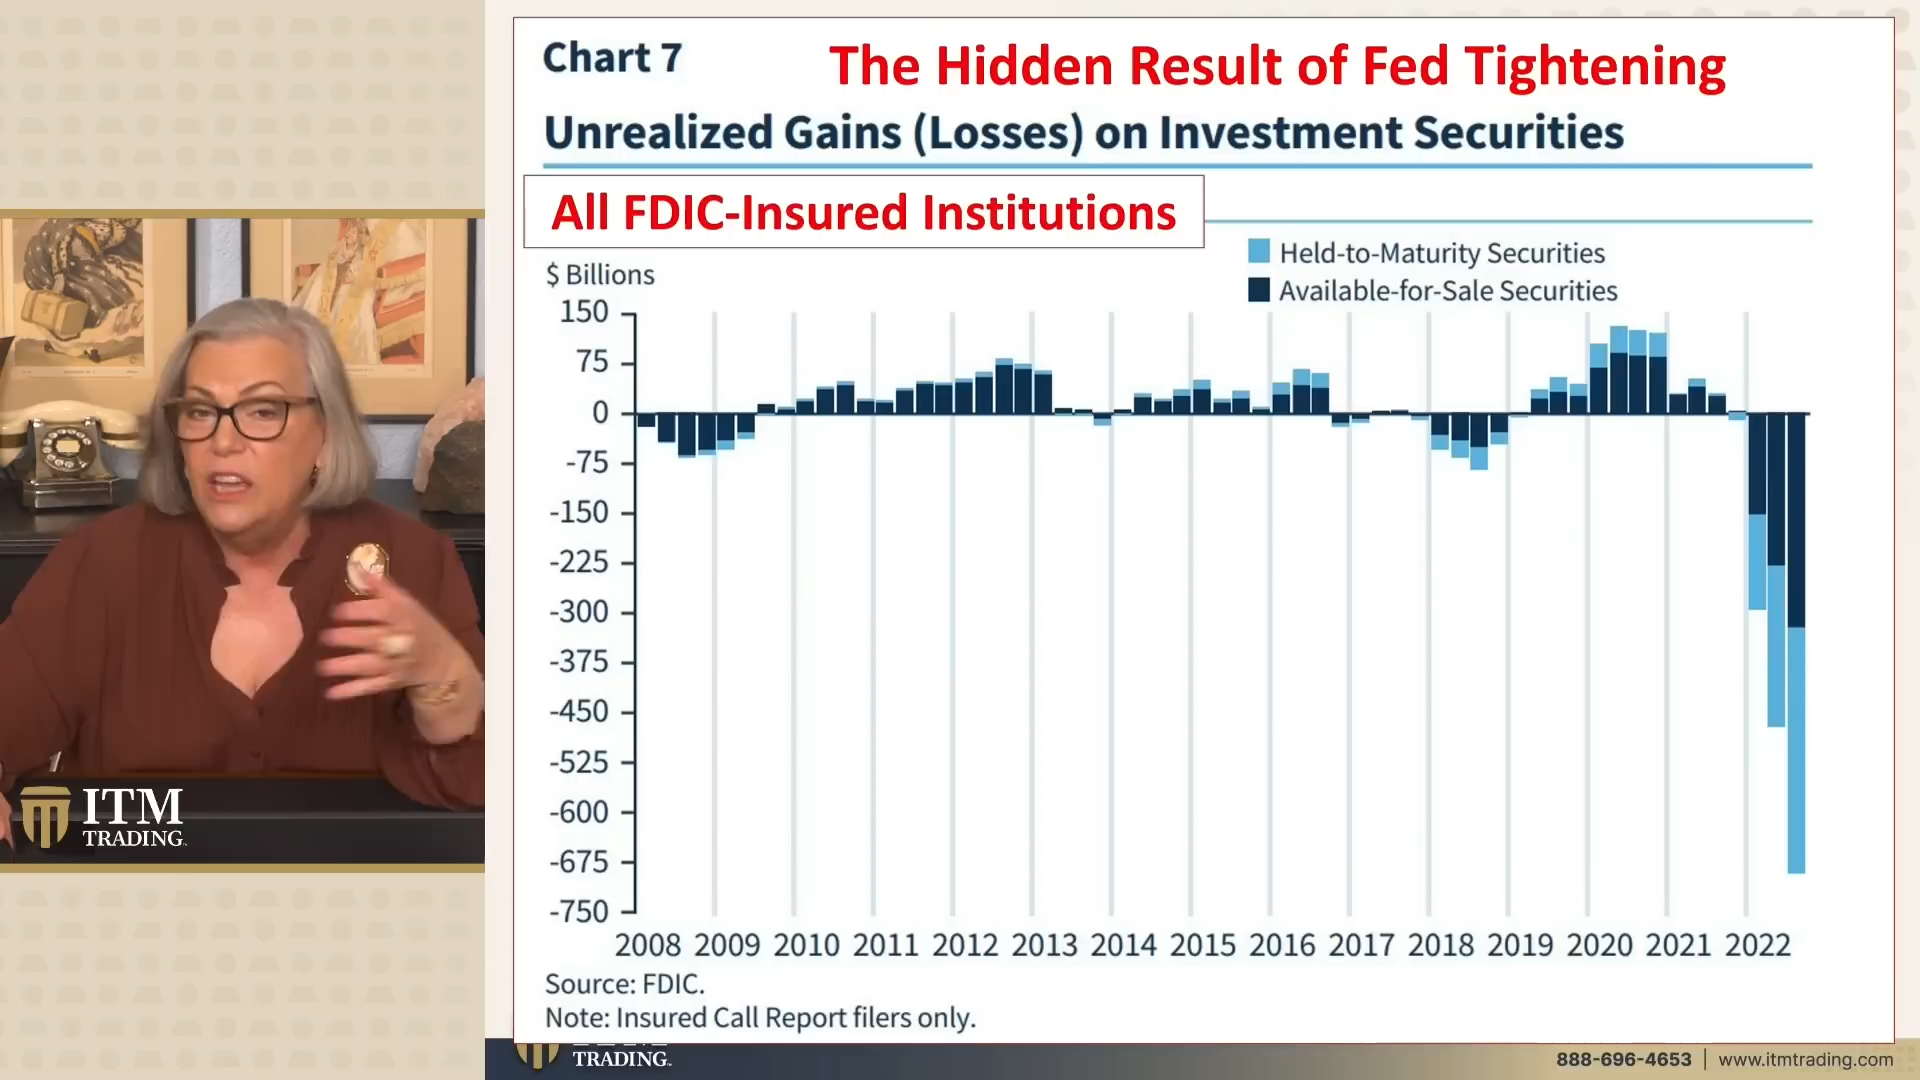 Chart 7
The Hidden Result of Fed Tightening
Unrealized Gains (Losses) on Investment Securities
All FDIC-Insured Institutions
Held-to-Maturity Securities
Available-for-Sale Securities
$ Billions
150
75
0
-75
-150
-225
-300
-375
-450
-525
-600
-675
-750
2008 2009 2010 2011 2012 2013 2014 2015 2016 2017 2018 2019 2020 2021 2022
Source: FDIC.
Note: Insured Call Report filers only.
ITM
TRADING
TRADING
888-696-4653 | www.itmtrading.com